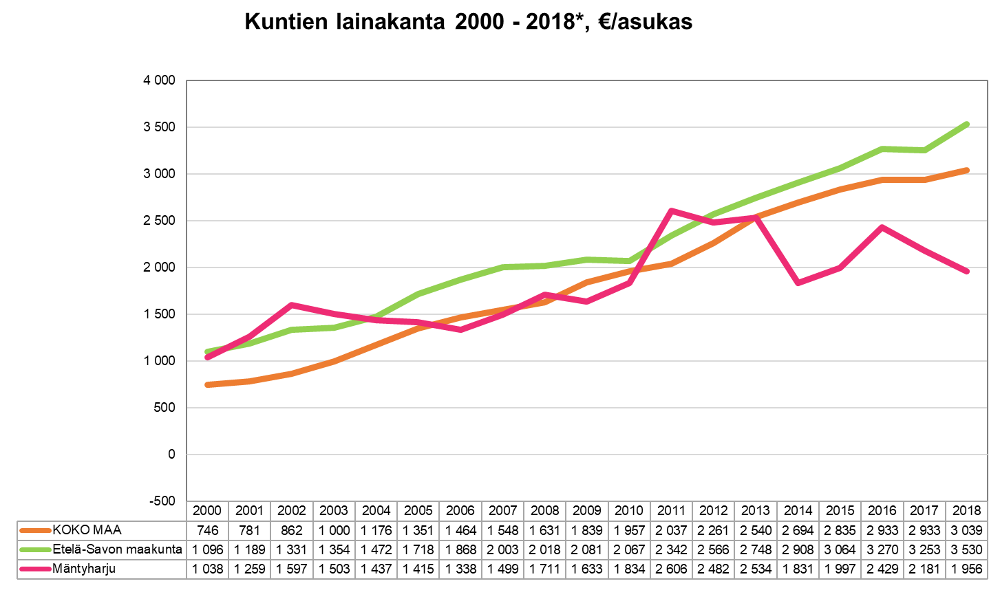 Kuntien lainakanta 2000 - 2018*, €/asukas
4 000
3 500
3 000
2 500
2 000
1 500
1 000
500
0
-500
2000 2001 2002 2003 2004 2005 2006 2007 2008 2009 2010 2011 2012 2013 2014 2015 2016 2017 2018
KOKO MAA 746 781 862 1 000 1 176 1 351 1 464 1 548 1 631 1 839 1 957 2 037 2 261 2 540 2 694 2 835 2 933 2 933 3 039
Etelä-Savon maakunta 1 096 1 189 1 331 1 354 1 472 1 718 1 868 2 003 2 018 2 081 2 067 2 342 2 566 2 748 2 908 3 064 3 270 3 253 3 530
Mäntyharju 1 038 1 259 1 597 1 503 1 437 1 415 1 338 1 499 1 711 1 633 1 834 2 606 2 482 2 534 1 831 1 997 2 429 2 181 1 956